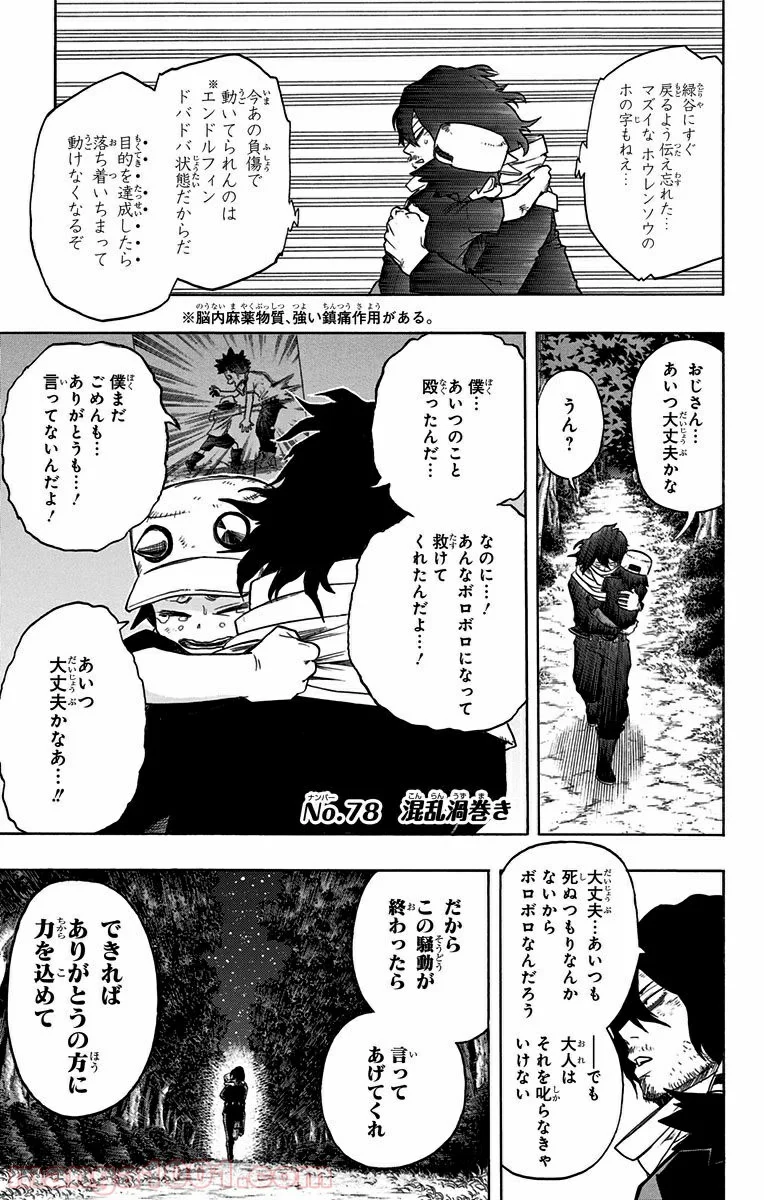 緑谷にすぐ
戻るよう伝え忘れた…
マズイな ホウレンソウの
ホの字もねえ…
今あの負傷で
動いてられんのは
※エンドルフィン
ドバドバ状態だからだ
目的を達成したら
落ち着いちまって
動けなくなるぞ
※脳内麻薬物質、強い鎮痛作用がある。
おじさん…
あいつ大丈夫かな
うん?
僕…
あいつのこと
殴ったんだ…
なのに…!
あんなボロボロになって
救けて
くれたんだよ…!
僕まだ
ごめんも…
ありがとうも…!
言ってないんだよ!
あいつ
大丈夫かなあ…!!
No.78 混乱渦巻き
大丈夫…あいつも
死ぬつもりなんか
ないから
ボロボロなんだろう
――でも
大人は
それを叱らなきゃ
いけない
だから
この騒動が
終わったら
言って
あげてくれ
できれば
ありがとうの方に
力を込めて